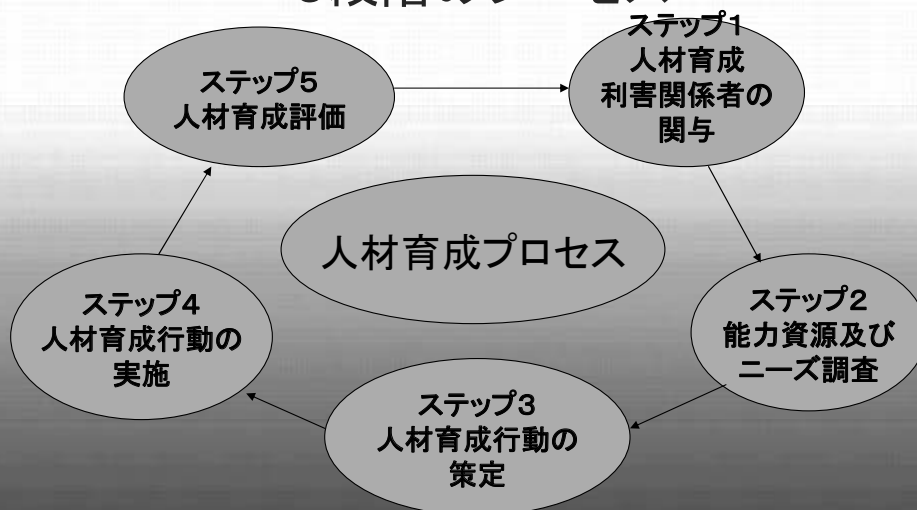 ステップ1
人材育成
利害関係者の
関与
ステップ5
人材育成評価
人材育成プロセス
ステップ2
能力資源及び
ニーズ調査
ステップ4
人材育成行動の
実施
ステップ3
人材育成行動の
策定